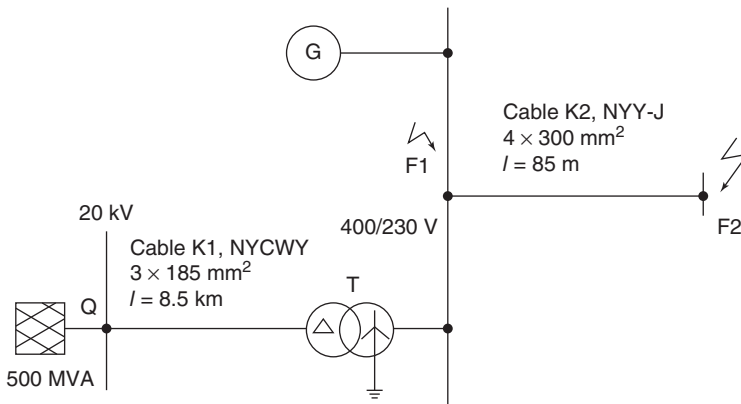 G
Cable K2, NYY-J
4 × 300 mm²
l = 85 m
F1
F2
20 kV
400/230 V
Cable K1, NYCWY
3 × 185 mm²
l = 8.5 km
T
Q
500 MVA